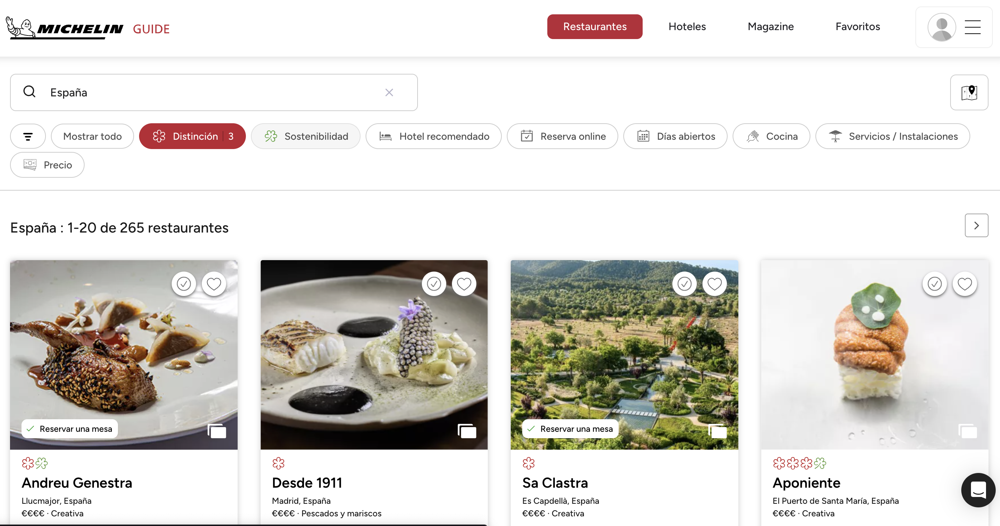 MICHELIN GUIDE
Restaurantes
Hoteles
Magazine
Favoritos
España
Mostrar todo
Distinción | 3
Sostenibilidad
Hotel recomendado
Reserva online
Días abiertos
Cocina
Servicios / Instalaciones
Precio
España : 1-20 de 265 restaurantes
Reservar una mesa
Andreu Genestra
Llucmajor, España
€€€€ · Creativa
Desde 1911
Madrid, España
€€€€ · Pescados y mariscos
Reservar una mesa
Sa Clastra
Es Capdellà, España
€€€€ · Creativa
Aponiente
El Puerto de Santa María, España
€€€€ · Creativa